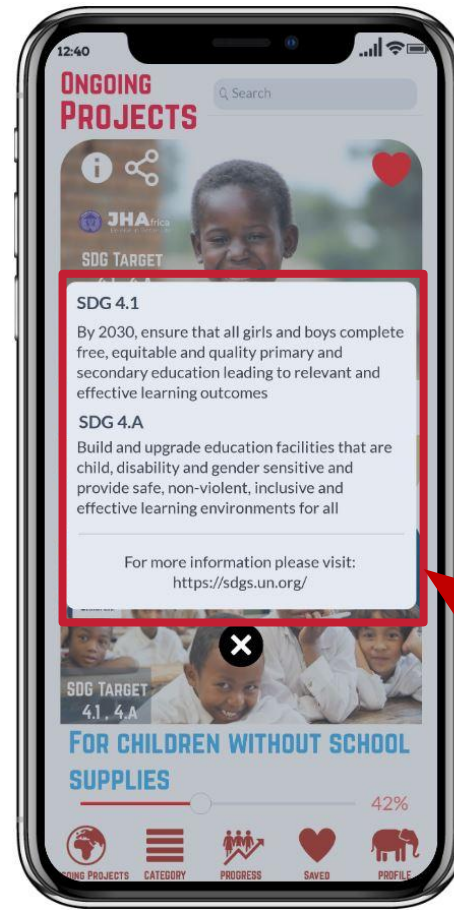 12:40
ONGOING
PROJECTS
Search
JHAfrica
SDG TARGET
SDG 4.1
By 2030, ensure that all girls and boys complete
free, equitable and quality primary and
secondary education leading to relevant and
effective learning outcomes
SDG 4.A
Build and upgrade education facilities that are
child, disability and gender sensitive and
provide safe, non-violent, inclusive and
effective learning environments for all
For more information please visit:
https://sdgs.un.org/
SDG TARGET
4.1 , 4.A
FOR CHILDREN WITHOUT SCHOOL
SUPPLIES
42%
OING PROJECTS CATEGORY PROGRESS SAVED PROFILE